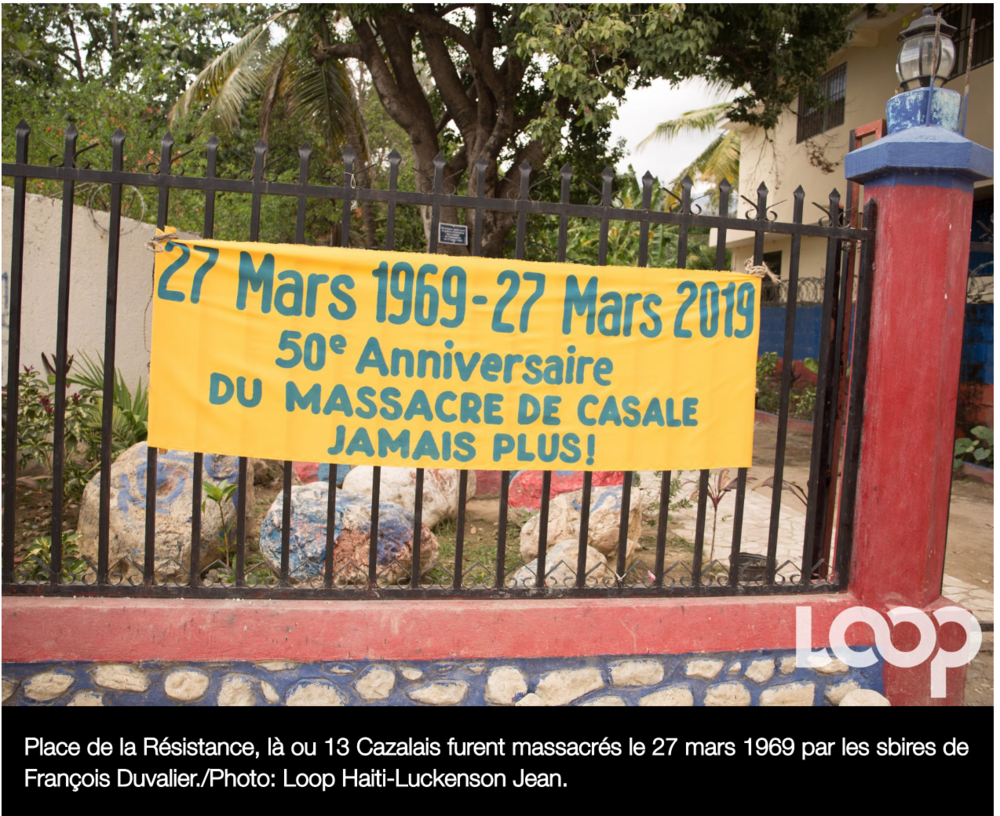 27 Mars 1969-27 Mars 2019
50e Anniversaire
DU MASSACRE DE CASALE
JAMAIS PLUS!
LOOP
Place de la Résistance, là ou 13 Cazalais furent massacrés le 27 mars 1969 par les sbires de
François Duvalier./Photo: Loop Haiti-Luckenson Jean.